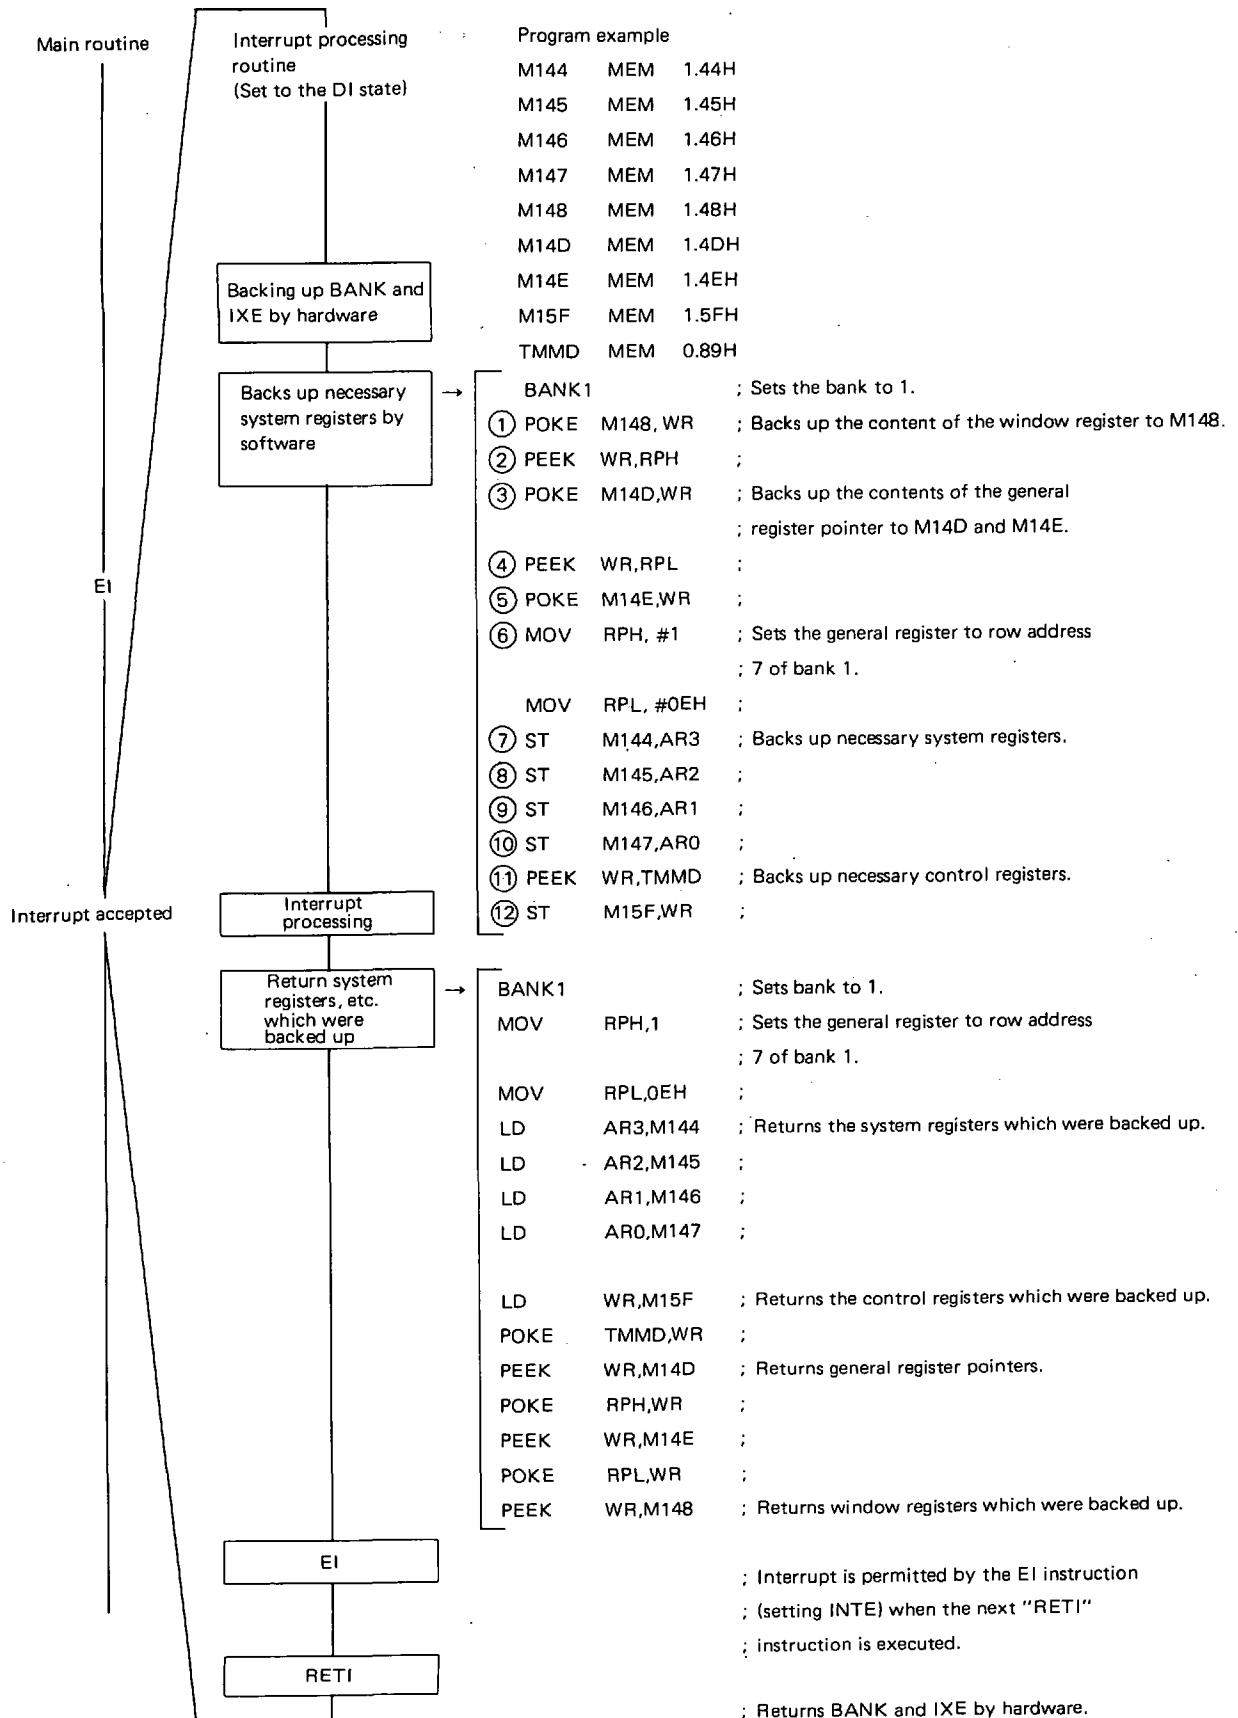 Main routine
Interrupt processing
routine
(Set to the DI state)
Program example
M144 MEM 1.44H
M145 MEM 1.45H
M146 MEM 1.46H
M147 MEM 1.47H
M148 MEM 1.48H
M14D MEM 1.4DH
M14E MEM 1.4EH
M15F MEM 1.5FH
TMMD MEM 0.89H
Backing up BANK and
IXE by hardware
Backs up necessary
system registers by
software
→
BANK1 ; Sets the bank to 1.
① POKE M148, WR ; Backs up the content of the window register to M148.
② PEEK WR,RPH ;
③ POKE M14D,WR ; Backs up the contents of the general
; register pointer to M14D and M14E.
④ PEEK WR,RPL ;
⑤ POKE M14E,WR ;
⑥ MOV RPH, #1 ; Sets the general register to row address
; 7 of bank 1.
MOV RPL, #0EH ;
⑦ ST M144,AR3 ; Backs up necessary system registers.
⑧ ST M145,AR2 ;
⑨ ST M146,AR1 ;
⑩ ST M147,AR0 ;
⑪ PEEK WR,TMMD ; Backs up necessary control registers.
⑫ ST M15F,WR ;
EI
Interrupt accepted
Interrupt
processing
Return system
registers, etc.
which were
backed up
→
BANK1 ; Sets bank to 1.
MOV RPH,1 ; Sets the general register to row address
; 7 of bank 1.
MOV RPL,0EH ;
LD AR3,M144 ; Returns the system registers which were backed up.
LD AR2,M145 ;
LD AR1,M146 ;
LD AR0,M147 ;
LD WR,M15F ; Returns the control registers which were backed up.
POKE TMMD,WR ;
PEEK WR,M14D ; Returns general register pointers.
POKE RPH,WR ;
PEEK WR,M14E ;
POKE RPL,WR ;
PEEK WR,M148 ; Returns window registers which were backed up.
EI
; Interrupt is permitted by the EI instruction
; (setting INTE) when the next "RETI"
; instruction is executed.
RETI
; Returns BANK and IXE by hardware.